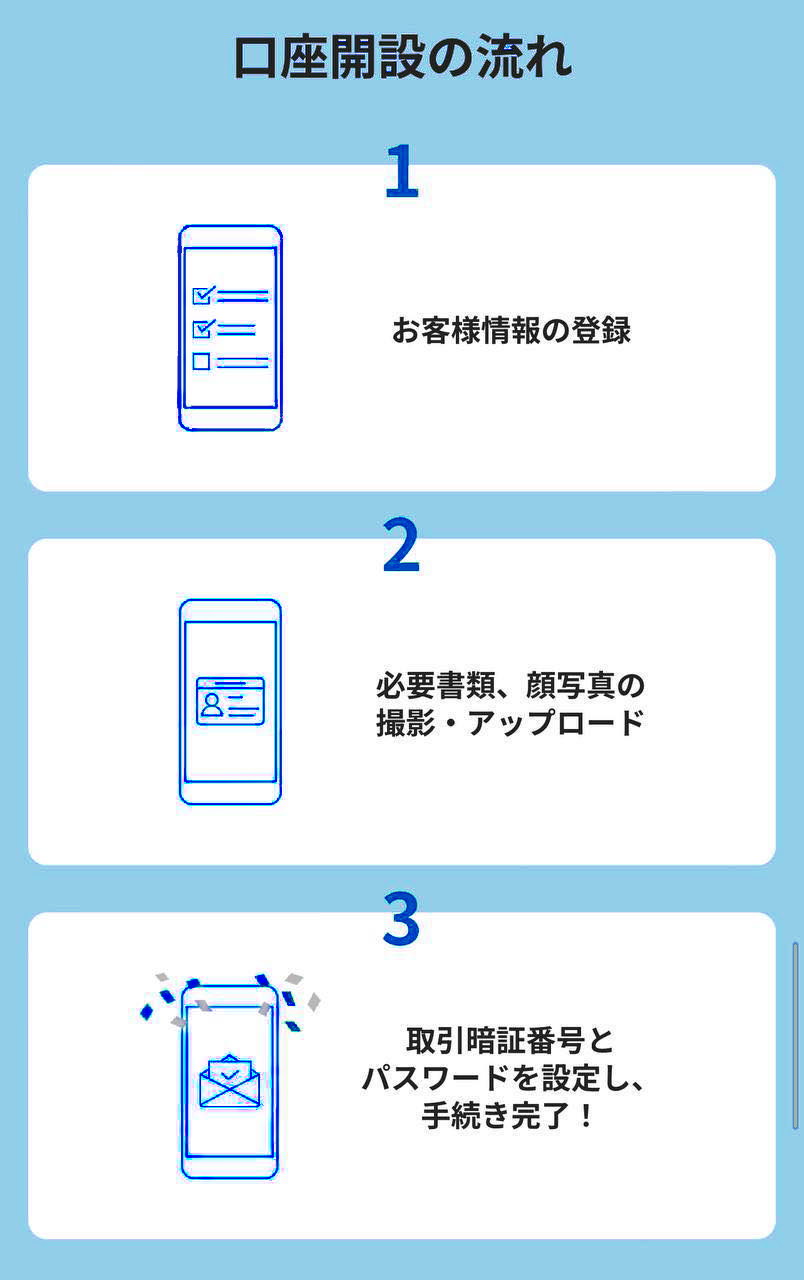 口座開設の流れ
1
お客様情報の登録
2
必要書類、顔写真の
撮影・アップロード
3
取引暗証番号と
パスワードを設定し、
手続き完了！